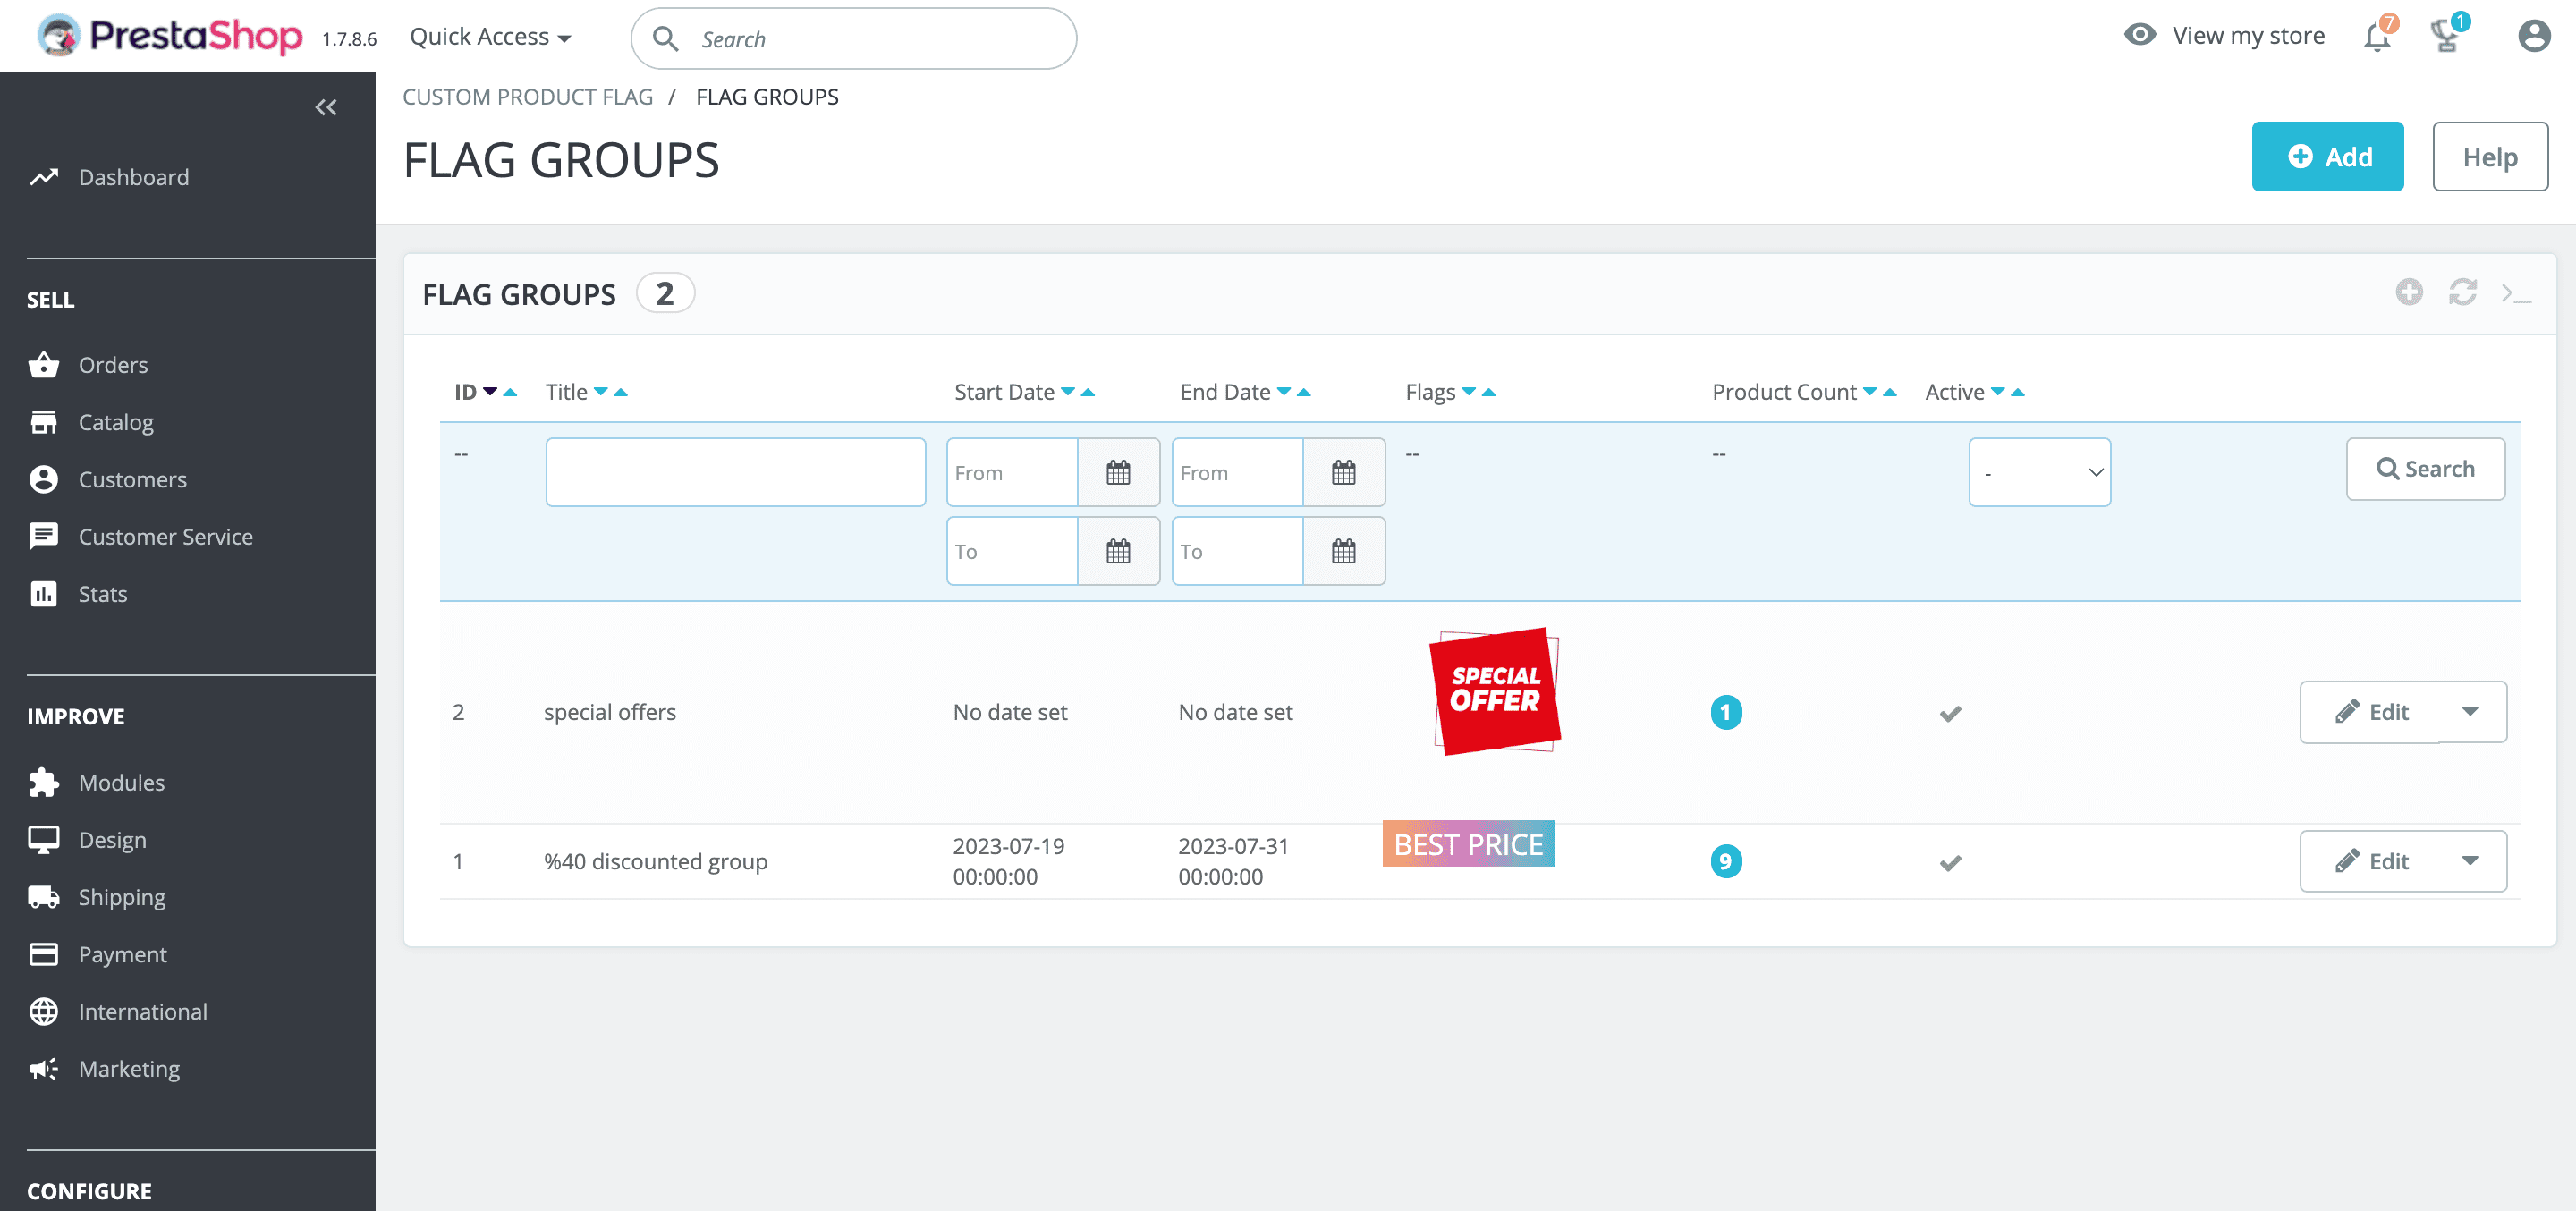 PrestaShop 1.7.8.6 Quick Access Search View my store 7 1
CUSTOM PRODUCT FLAG / FLAG GROUPS
FLAG GROUPS
Add Help
Dashboard
SELL
Orders
Catalog
Customers
Customer Service
Stats
IMPROVE
Modules
Design
Shipping
Payment
International
Marketing
CONFIGURE
FLAG GROUPS 2
ID Title Start Date End Date Flags Product Count Active
-- From From -- -- - Search
To To
2 special offers No date set No date set SPECIAL OFFER 1 Edit
1 %40 discounted group 2023-07-19 00:00:00 2023-07-31 00:00:00 BEST PRICE 9 Edit